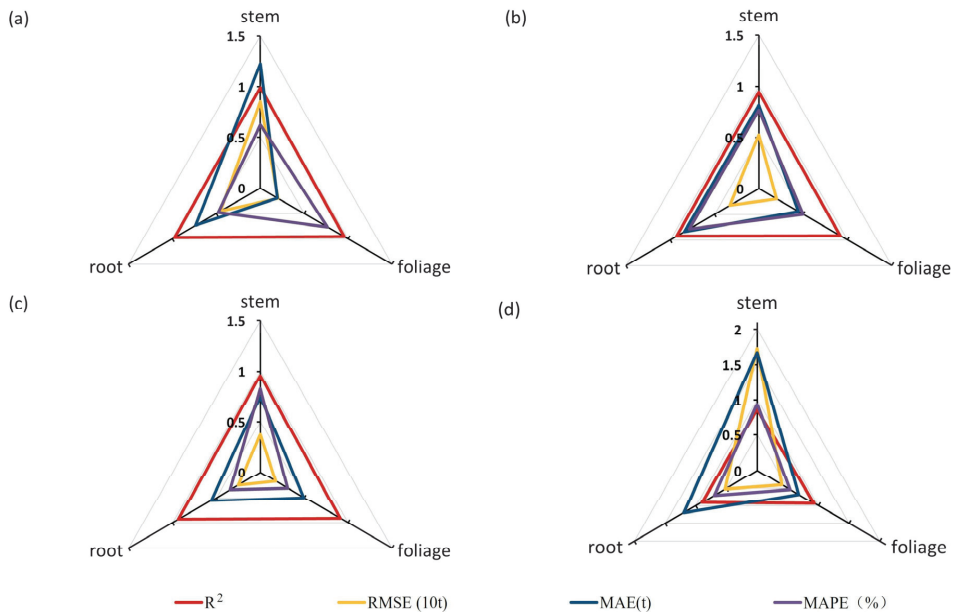 (a)
stem
1.5
1
0.5
0
root
foliage
(b)
stem
1.5
1
0.5
0
root
foliage
(c)
stem
1.5
1
0.5
0
root
foliage
(d)
stem
2
1.5
1
0.5
0
root
foliage
R² RMSE (10t) MAE(t) MAPE（%）